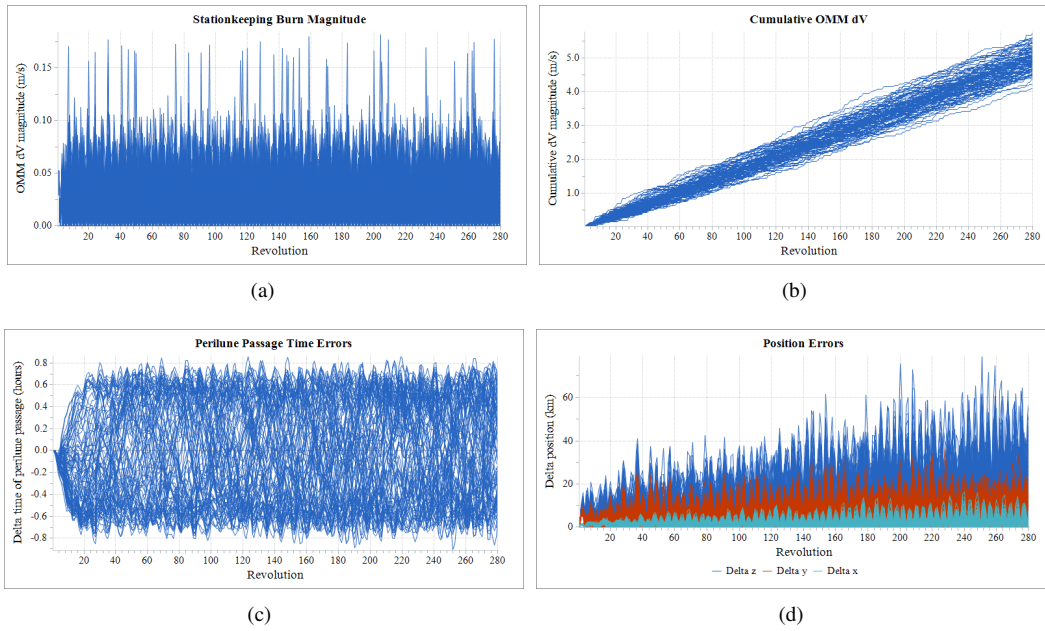 Stationkeeping Burn Magnitude
OMM dV magnitude (m/s)
0.15
0.10
0.05
0.00
20 40 60 80 100 120 140 160 180 200 220 240 260 280
Revolution
(a)
Cumulative OMM dV
Cumulative dV magnitude (m/s)
5.0
4.0
3.0
2.0
1.0
20 40 60 80 100 120 140 160 180 200 220 240 260 280
Revolution
(b)
Perilune Passage Time Errors
Delta time of perilune passage (hours)
0.8
0.6
0.4
0.2
0.0
-0.2
-0.4
-0.6
-0.8
20 40 60 80 100 120 140 160 180 200 220 240 260 280
Revolution
(c)
Position Errors
Delta position (km)
60
40
20
0
20 40 60 80 100 120 140 160 180 200 220 240 260 280
Revolution
Delta z Delta y Delta x
(d)